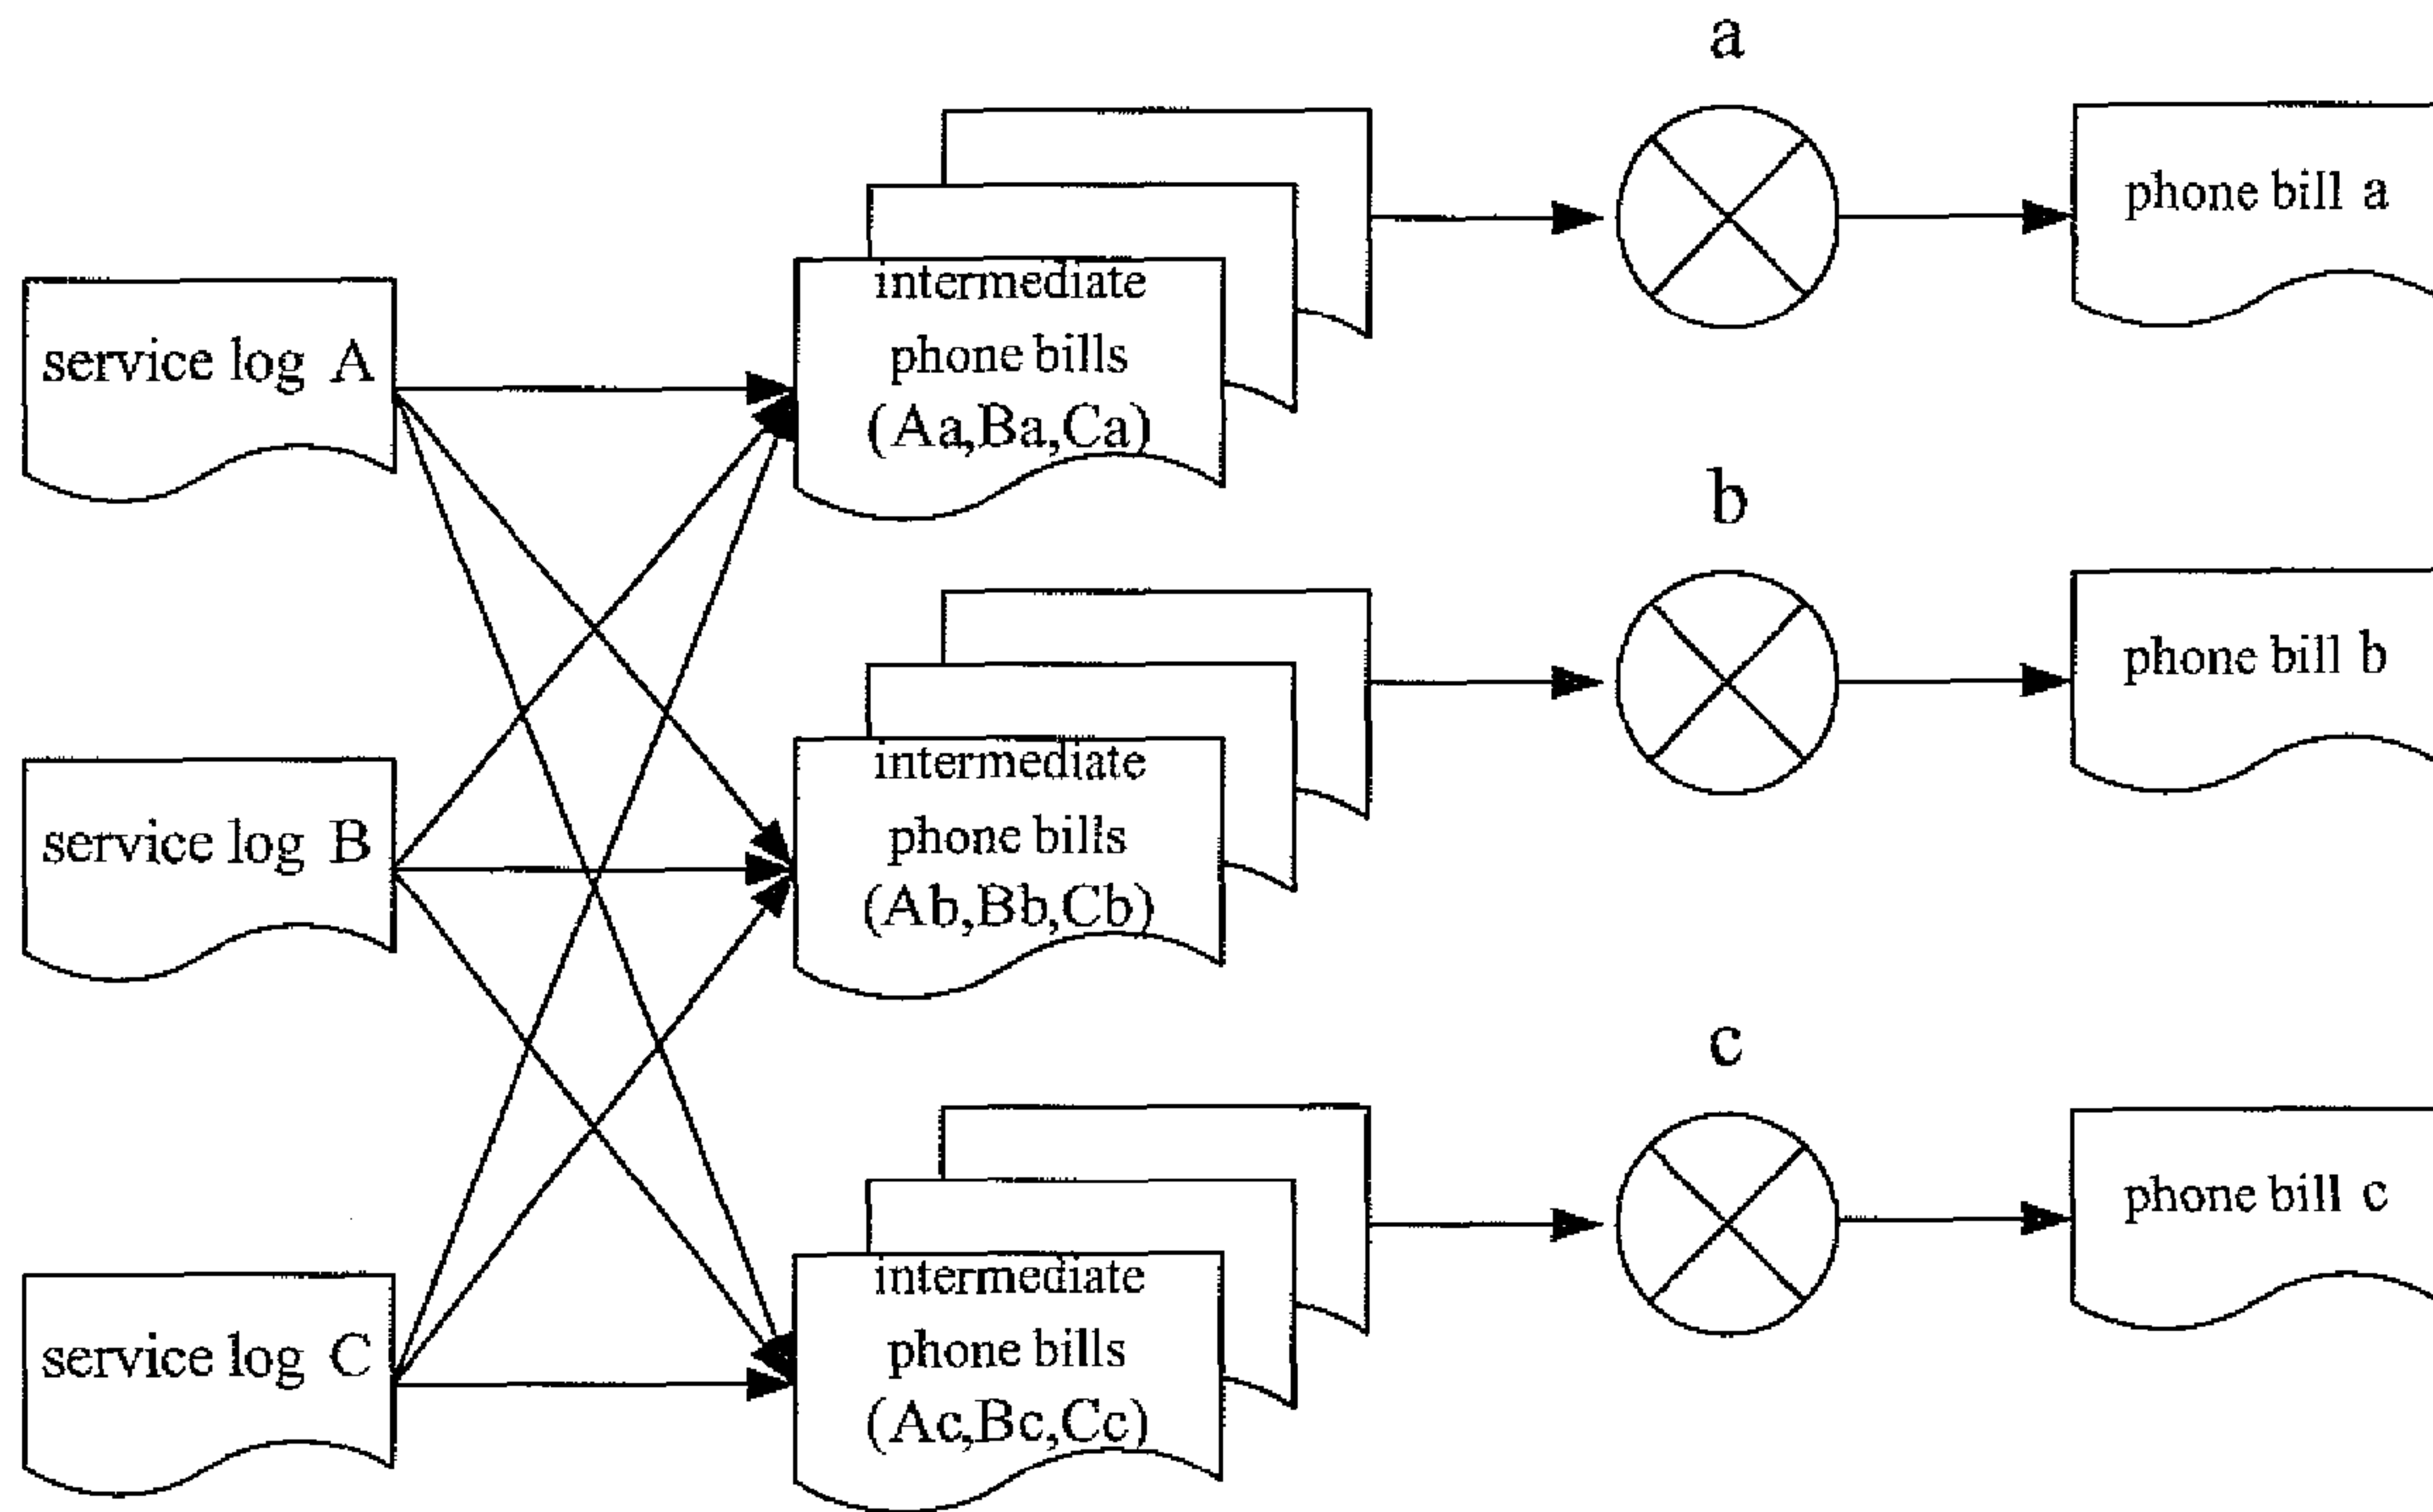 a
phone bill a
intermediate
phone bills
(Aa,Ba,Ca)
service log A
b
phone bill b
intermediate
phone bills
(Ab,Bb,Cb)
service log B
c
phone bill c
intermediate
phone bills
(Ac,Bc,Cc)
service log C